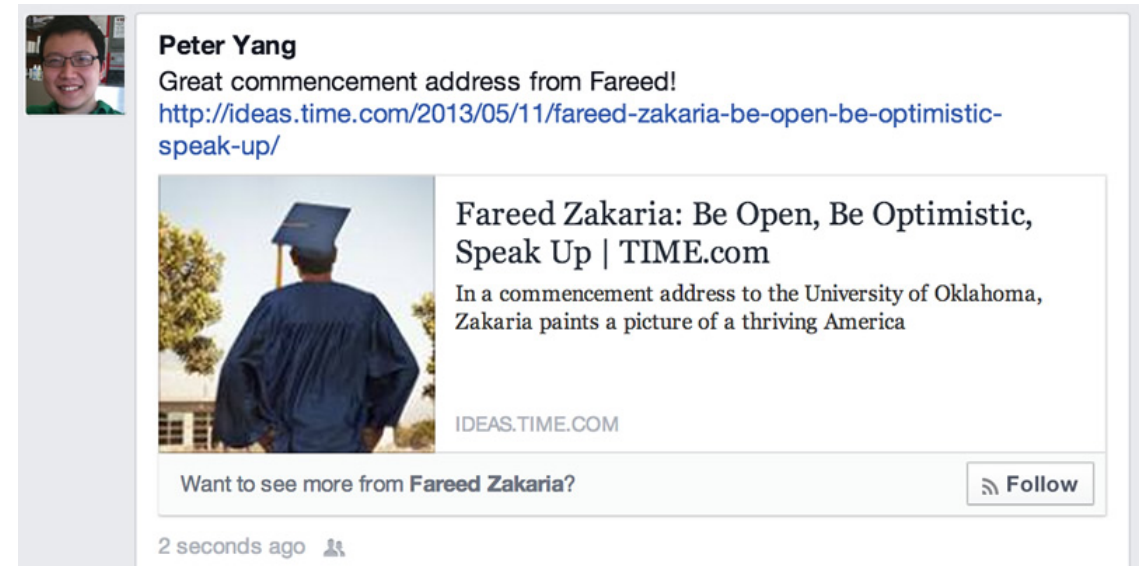 Peter Yang
Great commencement address from Fareed!
http://ideas.time.com/2013/05/11/fareed-zakaria-be-open-be-optimistic-
speak-up/
Fareed Zakaria: Be Open, Be Optimistic,
Speak Up | TIME.com
In a commencement address to the University of Oklahoma,
Zakaria paints a picture of a thriving America
IDEAS.TIME.COM
Want to see more from Fareed Zakaria?
Follow
2 seconds ago